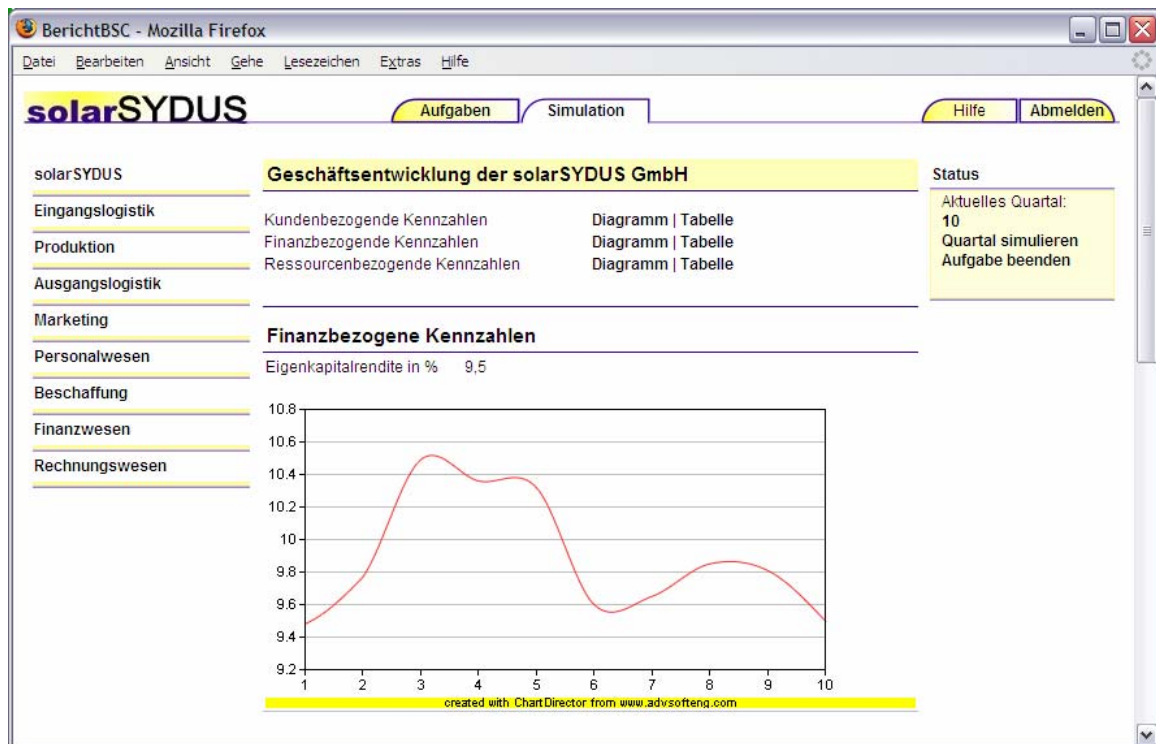 BerichtBSC - Mozilla Firefox
Datei Bearbeiten Ansicht Gehe Lesezeichen Extras Hilfe
solarSYDUS
Aufgaben Simulation
Hilfe Abmelden
solarSYDUS
Eingangslogistik
Produktion
Ausgangslogistik
Marketing
Personalwesen
Beschaffung
Finanzwesen
Rechnungswesen
Geschäftsentwicklung der solarSYDUS GmbH
Kundenbezogende Kennzahlen Diagramm | Tabelle
Finanzbezogende Kennzahlen Diagramm | Tabelle
Ressourcenbezogende Kennzahlen Diagramm | Tabelle
Finanzbezogene Kennzahlen
Eigenkapitalrendite in % 9,5
10.8
10.6
10.4
10.2
10
9.8
9.6
9.4
9.2
1 2 3 4 5 6 7 8 9 10
created with ChartDirector from www.advsofteng.com
Status
Aktuelles Quartal:
10
Quartal simulieren
Aufgabe beenden